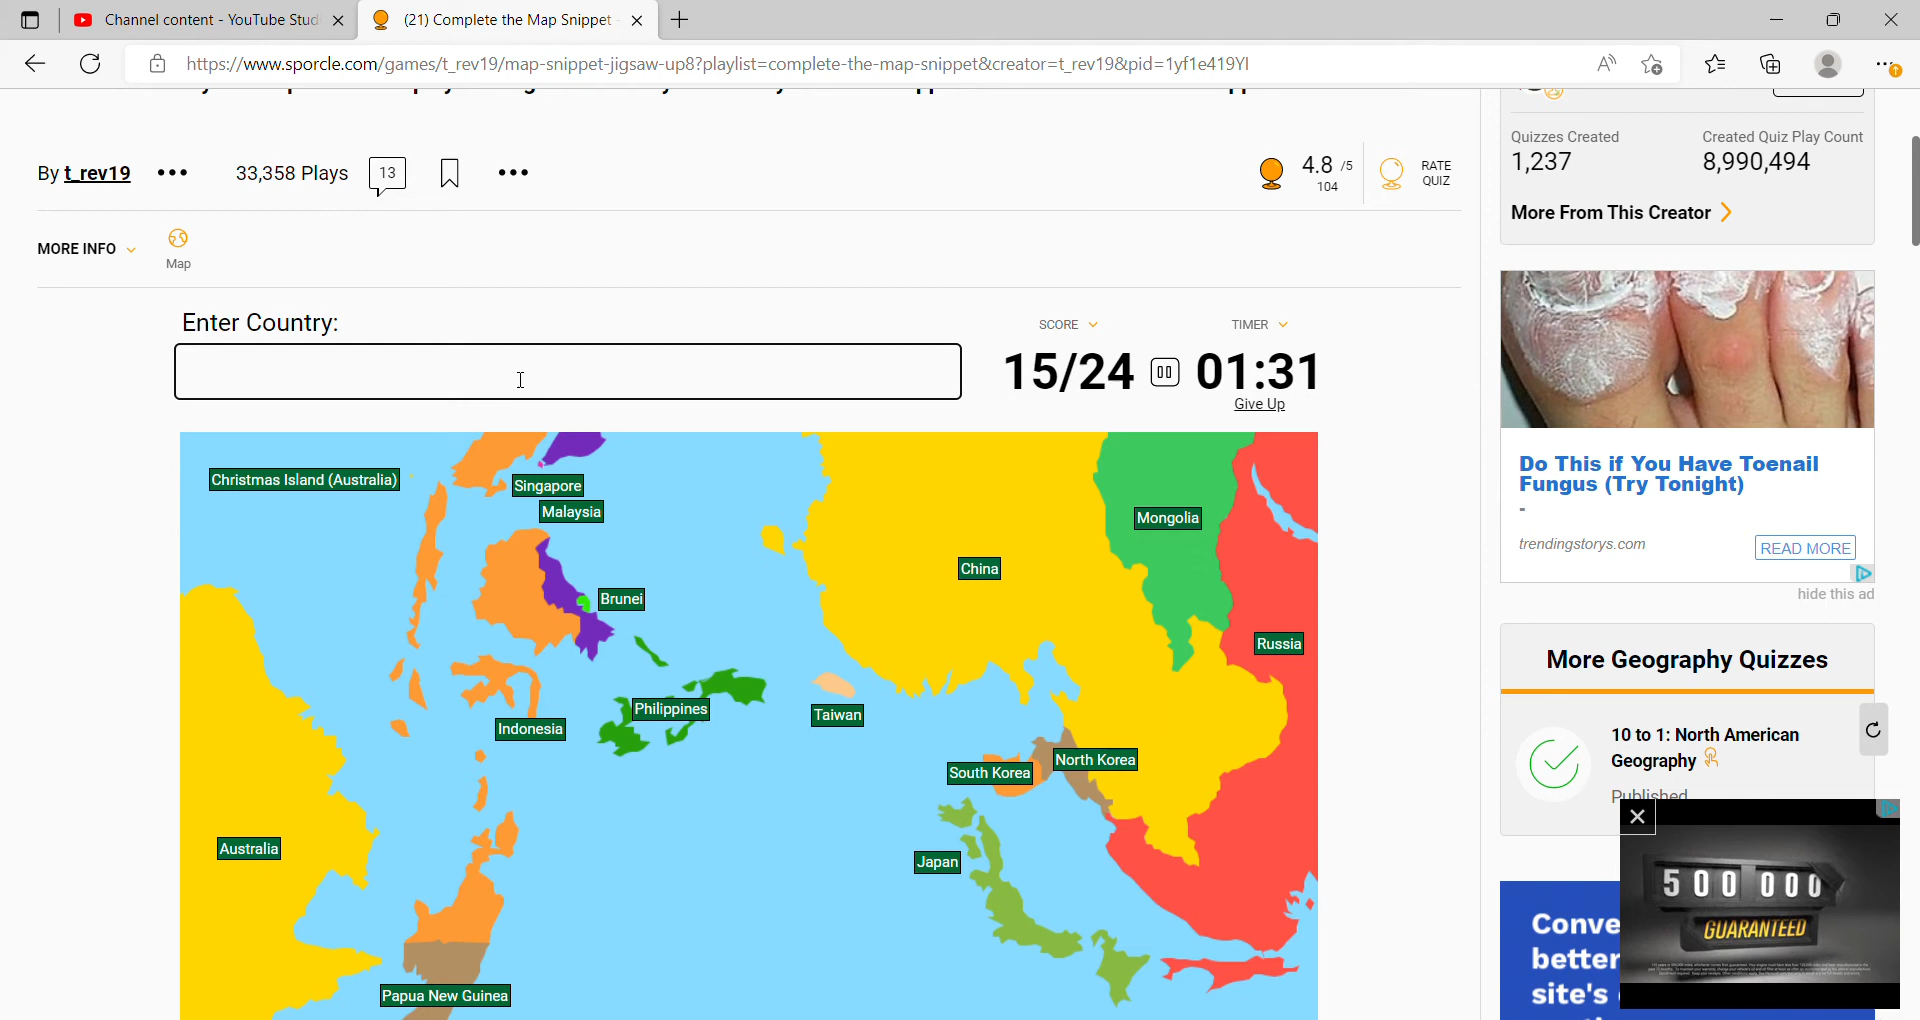 Channel content - YouTube Stud
(21) Complete the Map Snippet
https://www.sporcle.com/games/t_rev19/map-snippet-jigsaw-up8?playlist=complete-the-map-snippet&creator=t_rev19&pid=1yf1e419YI
By t_rev19
33,358 Plays
13
4.8 /5
104
RATE
QUIZ
MORE INFO
Map
Enter Country:
SCORE
TIMER
15/24
01:31
Give Up
Christmas Island (Australia)
Singapore
Malaysia
Mongolia
China
Brunei
Russia
Philippines
Taiwan
Indonesia
North Korea
South Korea
Australia
Japan
Papua New Guinea
Quizzes Created
1,237
Created Quiz Play Count
8,990,494
More From This Creator
Do This if You Have Toenail
Fungus (Try Tonight)
-
trendingstorys.com
READ MORE
hide this ad
More Geography Quizzes
10 to 1: North American
Geography
Published
500 000
GUARANTEED
Conve
better
site's